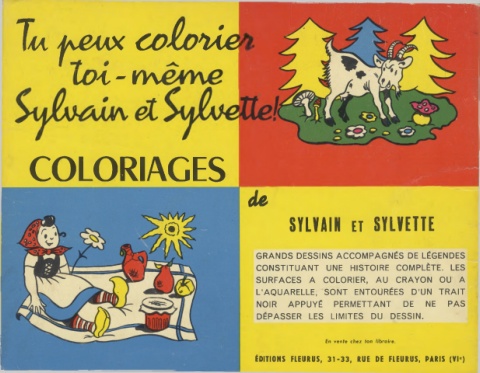 Tu peux colorier
toi-même
Sylvain et Sylvette!
COLORIAGES
de
SYLVAIN ET SYLVETTE
GRANDS DESSINS ACCOMPAGNÉS DE LÉGENDES
CONSTITUANT UNE HISTOIRE COMPLÈTE. LES
SURFACES A COLORIER, AU CRAYON OU A
L'AQUARELLE, SONT ENTOURÉES D'UN TRAIT
NOIR APPUYÉ PERMETTANT DE NE PAS
DÉPASSER LES LIMITES DU DESSIN.
En vente chez ton libraire.
ÉDITIONS FLEURUS, 31-33, RUE DE FLEURUS, PARIS (VIe)